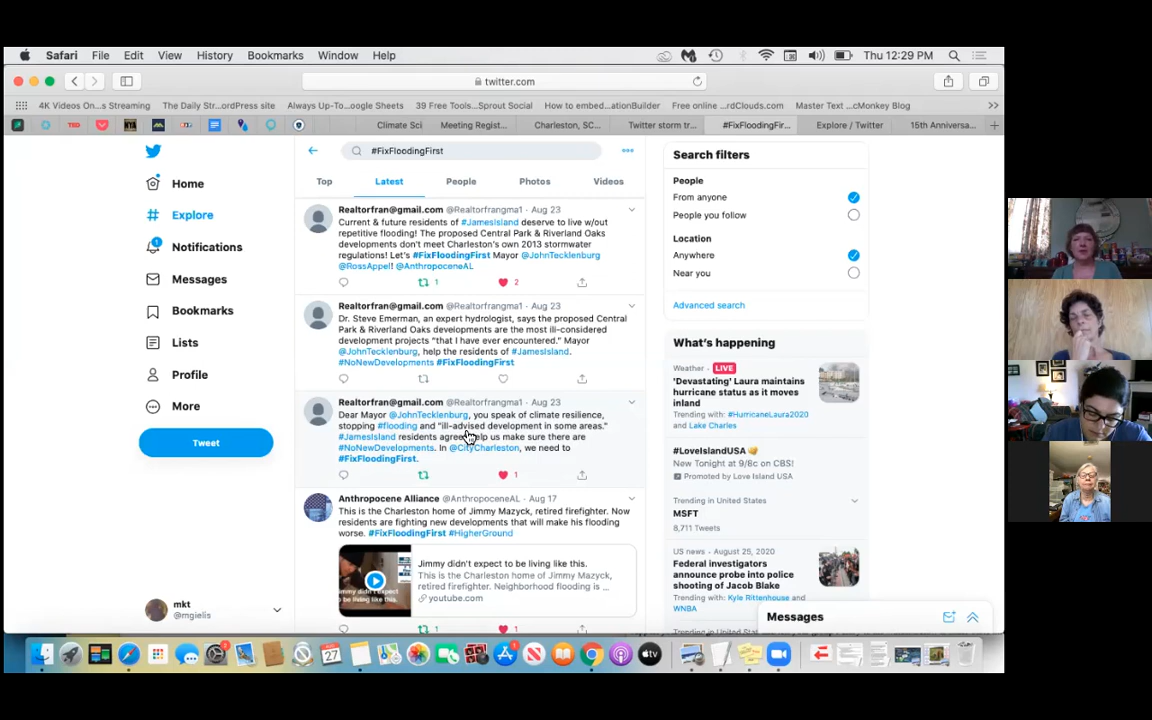 Safari File Edit View History Bookmarks Window Help Thu 12:29 PM
twitter.com
4K Videos On...s Streaming The Daily Str...ordPress site Always Up-To...oogle Sheets 39 Free Tools...Sprout Social How to embed...ationBuilder Free online ...rdClouds.com Master Text ...cMonkey Blog
TED Climate Sci Meeting Regist... Charleston, SC... Twitter storm tr... #FixFloodingFir... Explore / Twitter 15th Anniversa...
Home
Explore
Notifications
1
Messages
Bookmarks
Lists
Profile
More
Tweet
mkt
@mgielis
#FixFloodingFirst
Top Latest People Photos Videos
Realtorfran@gmail.com @Realtorfrangma1 · Aug 23
Current & future residents of #JamesIsland deserve to live w/out
repetitive flooding! The proposed Central Park & Riverland Oaks
developments don't meet Charleston's own 2013 stormwater
regulations! Let's #FixFloodingFirst Mayor @JohnTecklenburg
@RossAppel! @AnthropoceneAL
1 2
Realtorfran@gmail.com @Realtorfrangma1 · Aug 23
Dr. Steve Emerman, an expert hydrologist, says the proposed Central
Park & Riverland Oaks developments are the most ill-considered
development projects "that I have ever encountered." Mayor
@JohnTecklenburg, help the residents of #JamesIsland.
#NoNewDevelopments #FixFloodingFirst
Realtorfran@gmail.com @Realtorfrangma1 · Aug 23
Dear Mayor @JohnTecklenburg, you speak of climate resilience,
stopping #flooding and "ill-advised development in some areas."
#JamesIsland residents agree help us make sure there are
#NoNewDevelopments. In @CityCharleston, we need to
#FixFloodingFirst.
1
Anthropocene Alliance @AnthropoceneAL · Aug 17
This is the Charleston home of Jimmy Mazyck, retired firefighter. Now
residents are fighting new developments that will make his flooding
worse. #FixFloodingFirst #HigherGround
Jimmy didn't expect to be living like this.
This is the Charleston home of Jimmy Mazyck,
retired firefighter. Neighborhood flooding is ...
youtube.com
1 1
Search filters
People
From anyone
People you follow
Location
Anywhere
Near you
Advanced search
What's happening
Weather · LIVE
'Devastating' Laura maintains
hurricane status as it moves
inland
Trending with: #HurricaneLaura2020
and Lake Charles
#LoveIslandUSA
New Tonight at 9/8c on CBS!
Promoted by Love Island USA
Trending in United States
MSFT
8,711 Tweets
US news · August 25, 2020
Federal investigators
announce probe into police
shooting of Jacob Blake
Trending with: Kyle Rittenhouse and
WNBA
Messages